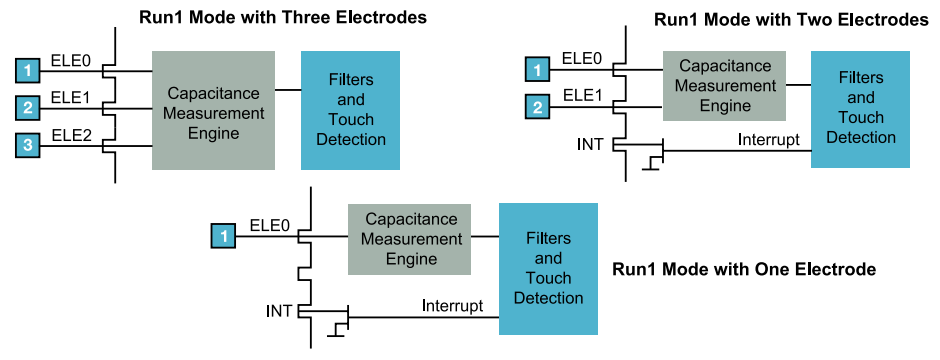 Run1 Mode with Three Electrodes
1 ELE0
2 ELE1
3 ELE2
Capacitance
Measurement
Engine
Filters
and
Touch
Detection
Run1 Mode with Two Electrodes
1 ELE0
2 ELE1
INT
Capacitance
Measurement
Engine
Interrupt
Filters
and
Touch
Detection
1 ELE0
INT
Capacitance
Measurement
Engine
Interrupt
Filters
and
Touch
Detection
Run1 Mode with One Electrode